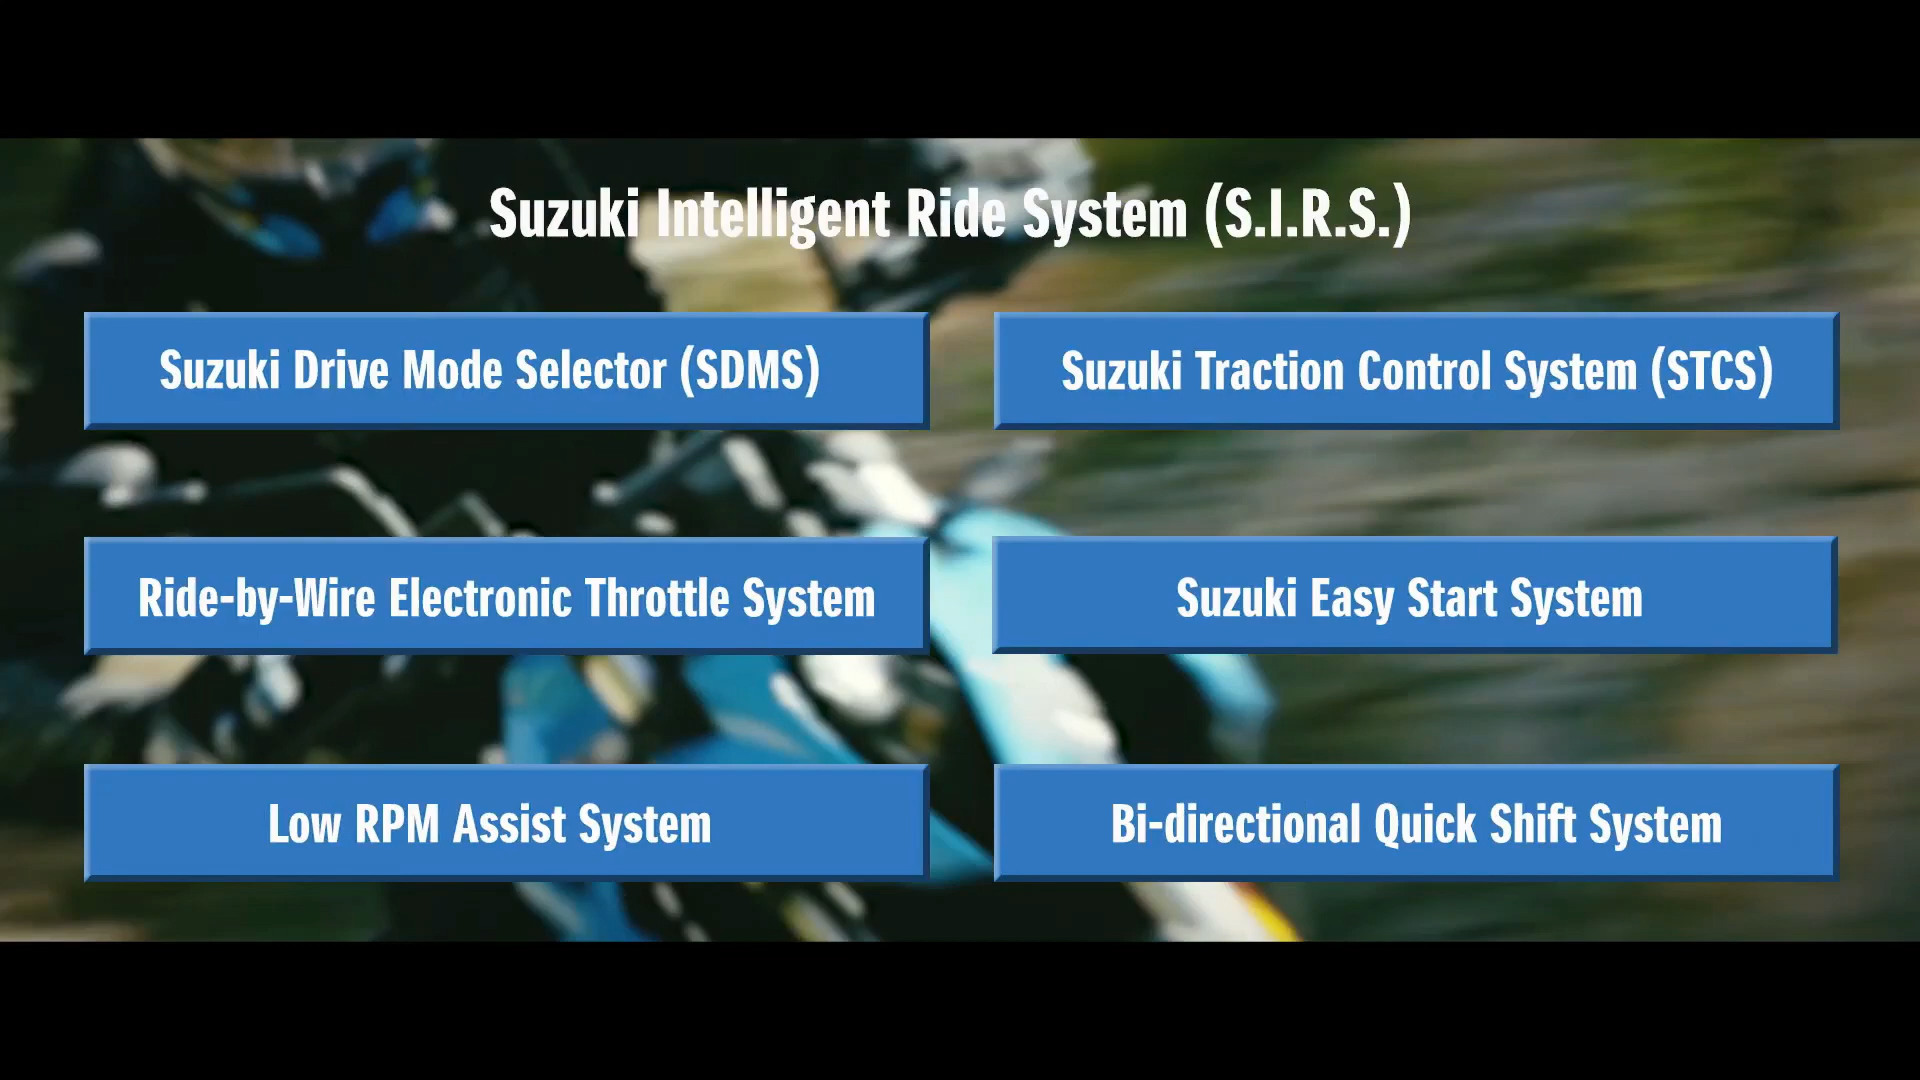 Suzuki Intelligent Ride System (S.I.R.S.)
Suzuki Drive Mode Selector (SDMS)
Suzuki Traction Control System (STCS)
Ride-by-Wire Electronic Throttle System
Suzuki Easy Start System
Low RPM Assist System
Bi-directional Quick Shift System